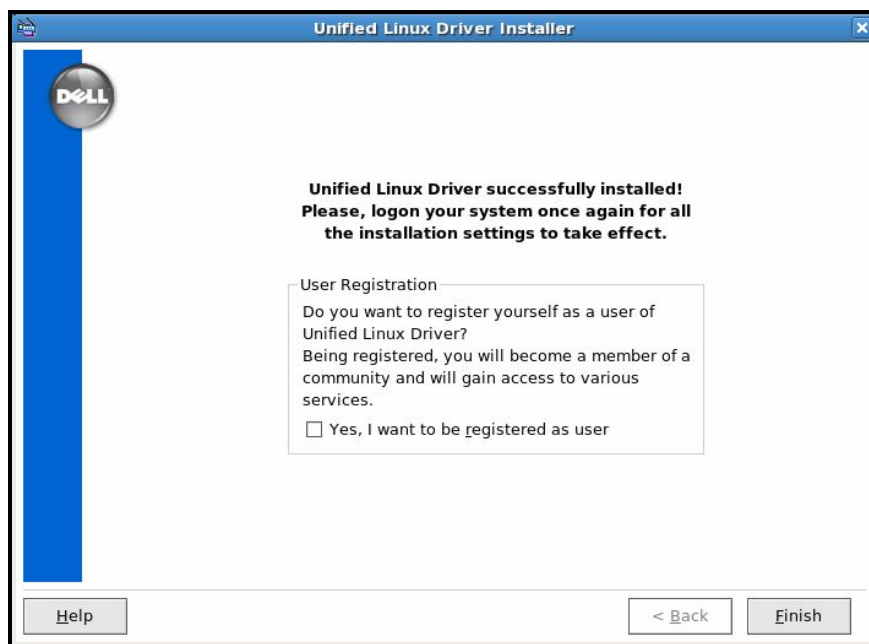 Unified Linux Driver Installer
DELL
Unified Linux Driver successfully installed!
Please, logon your system once again for all
the installation settings to take effect.
User Registration
Do you want to register yourself as a user of
Unified Linux Driver?
Being registered, you will become a member of a
community and will gain access to various
services.
Yes, I want to be registered as user
Help
< Back
Finish